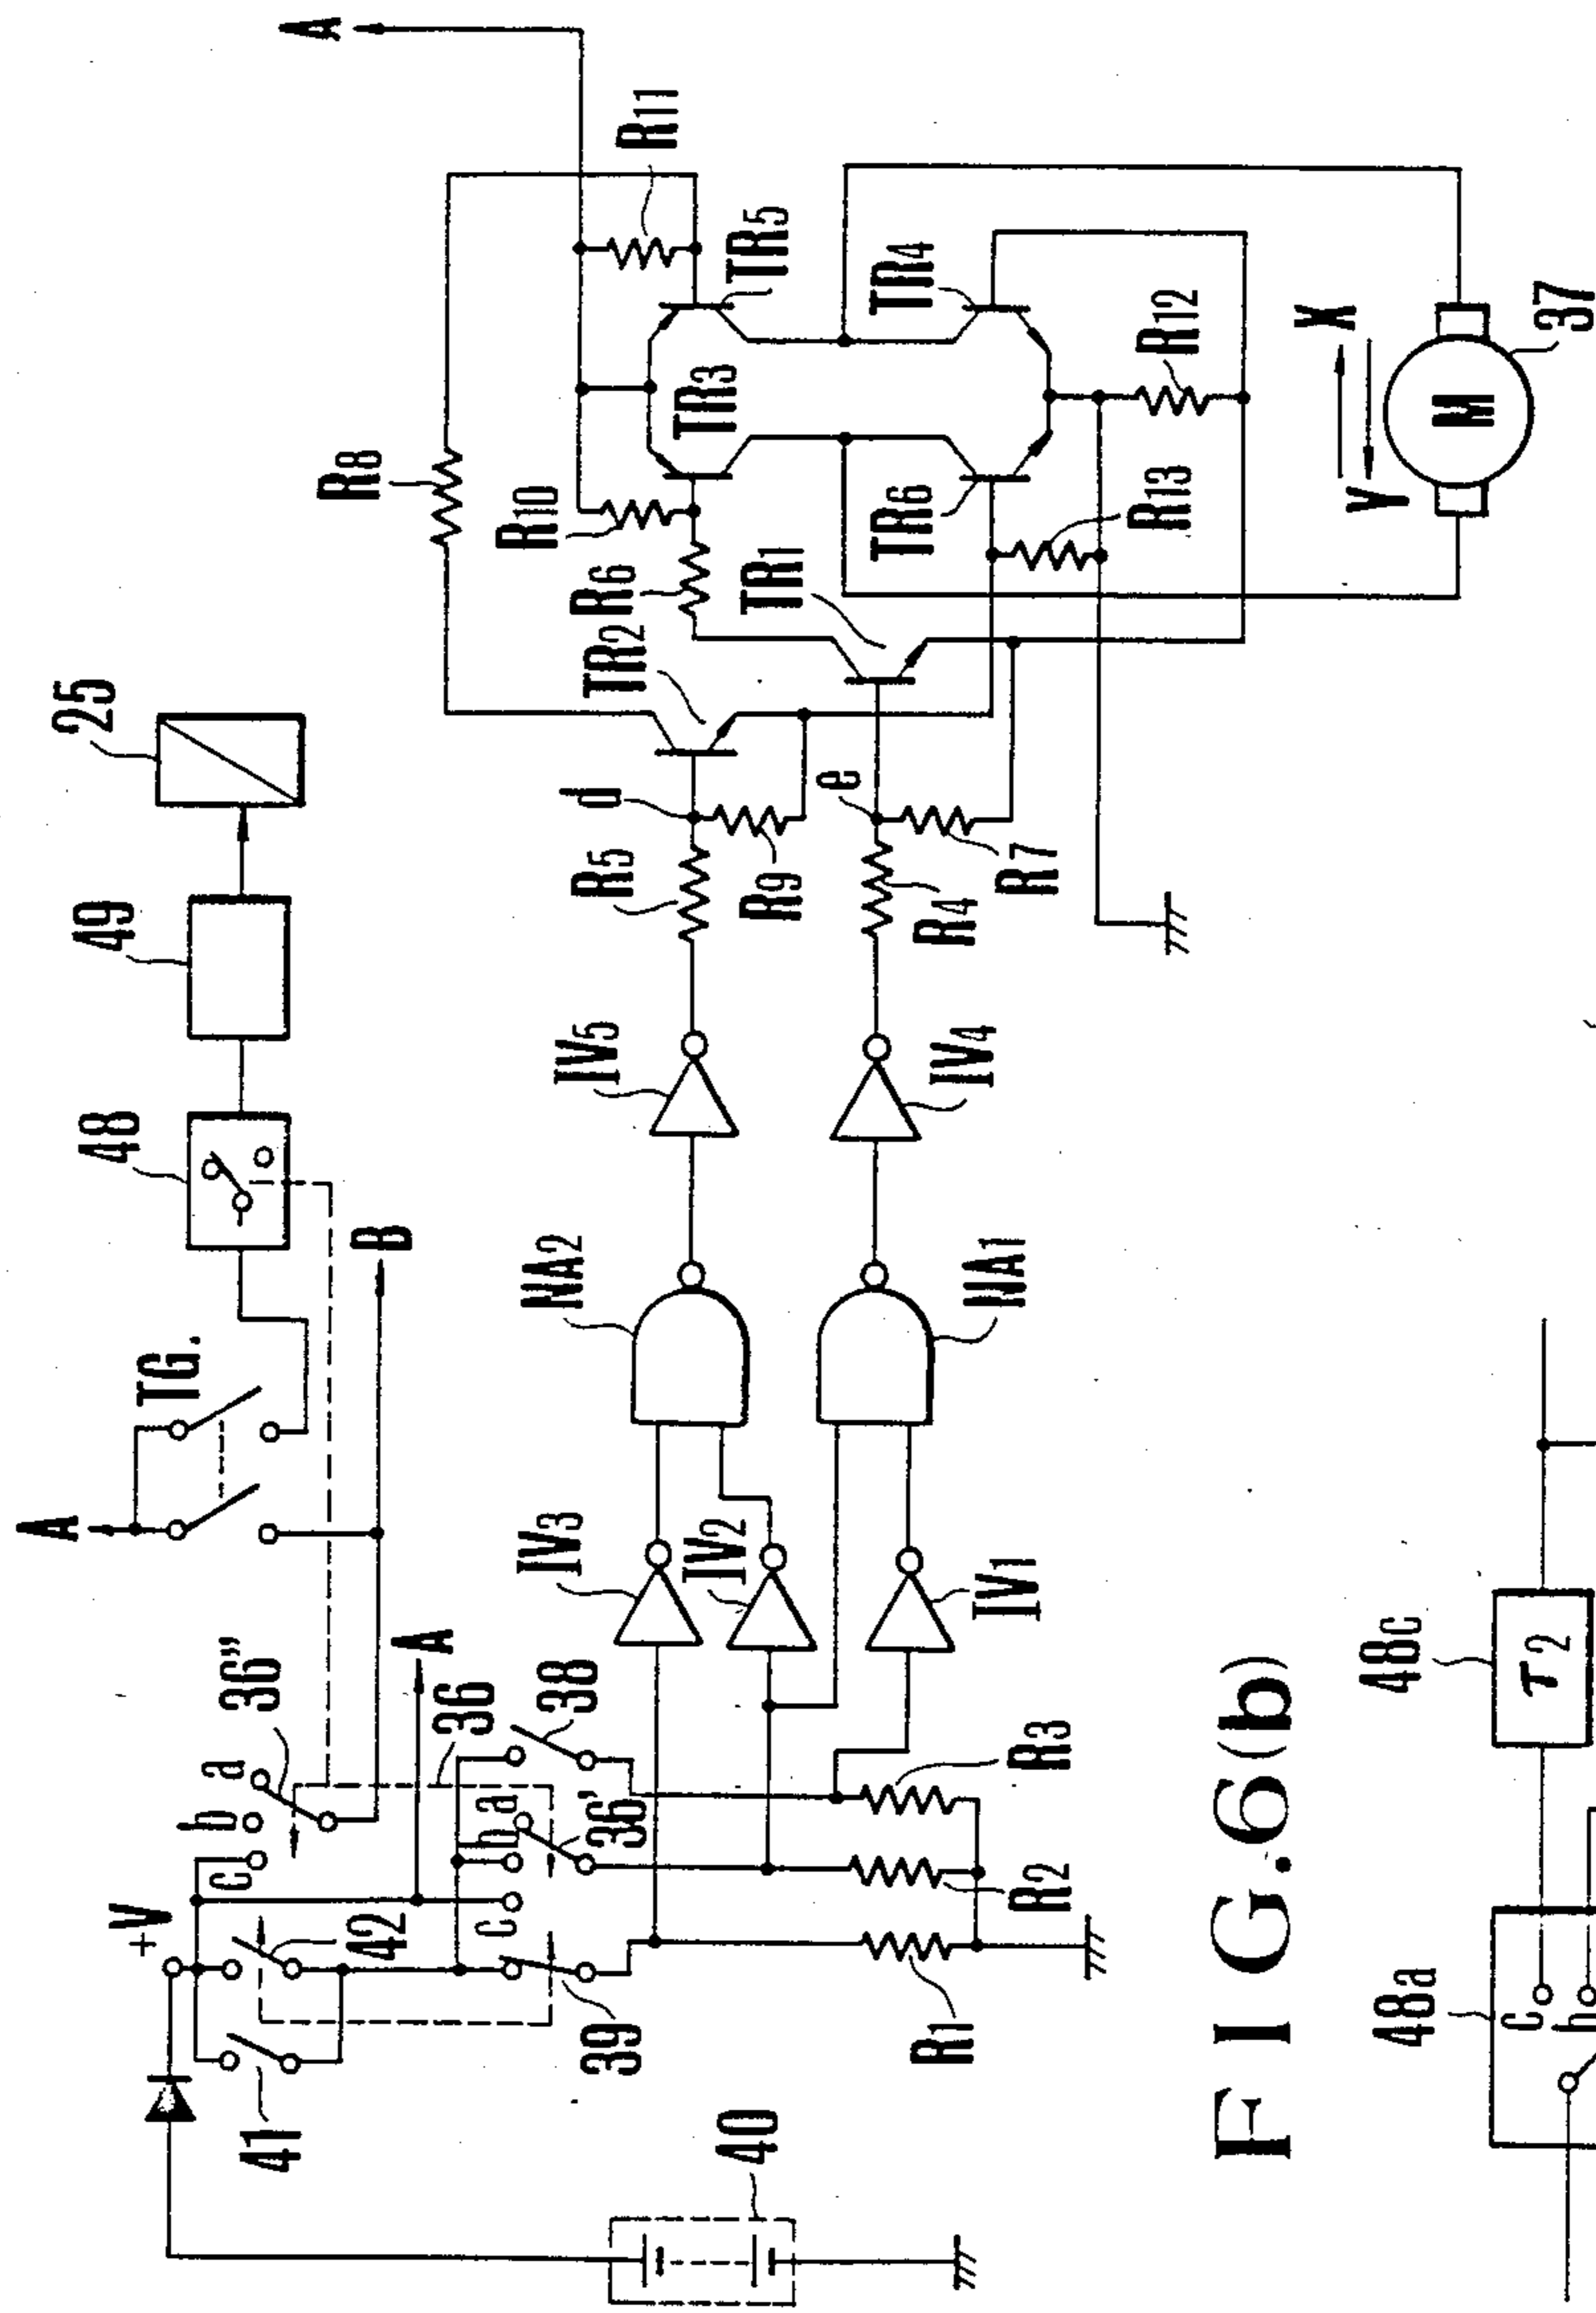 +V
41
42
40
39
c
b
a
36''
36
A
c
b
a
36'
38
R1
R2
R3
IV3
IV2
IV1
A
TG.
B
48
49
25
NA2
NA1
IV5
IV4
R5
d
R9
R4
e
R7
TR2
TR1
R8
R6
R10
TR3
R11
TR5
A
TR6
TR4
R13
R12
Y
X
M
37
FIG.6(b)
48a
c
b
48c
τ2